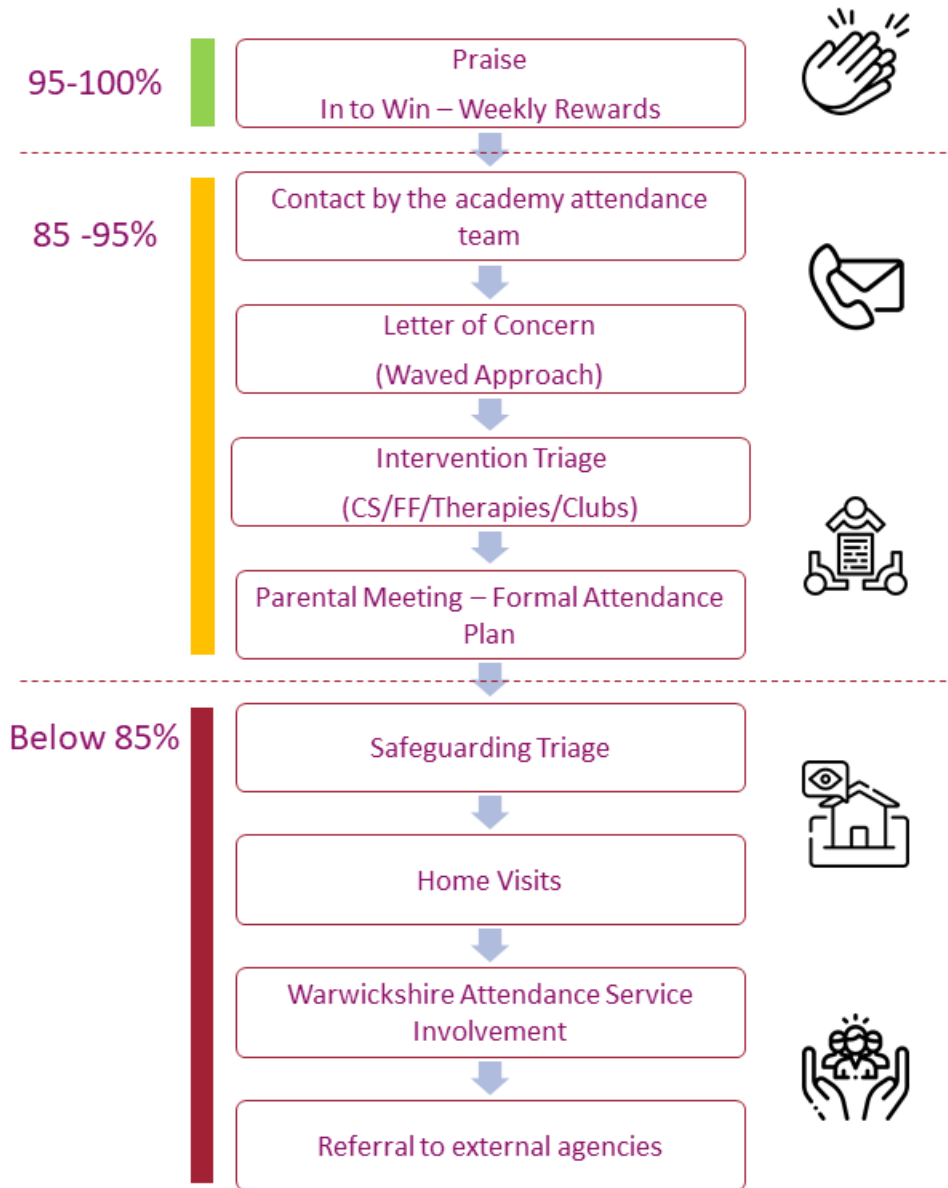 95-100%
Praise
In to Win – Weekly Rewards
85 -95%
Contact by the academy attendance
team
Letter of Concern
(Waved Approach)
Intervention Triage
(CS/FF/Therapies/Clubs)
Parental Meeting – Formal Attendance
Plan
Below 85%
Safeguarding Triage
Home Visits
Warwickshire Attendance Service
Involvement
Referral to external agencies